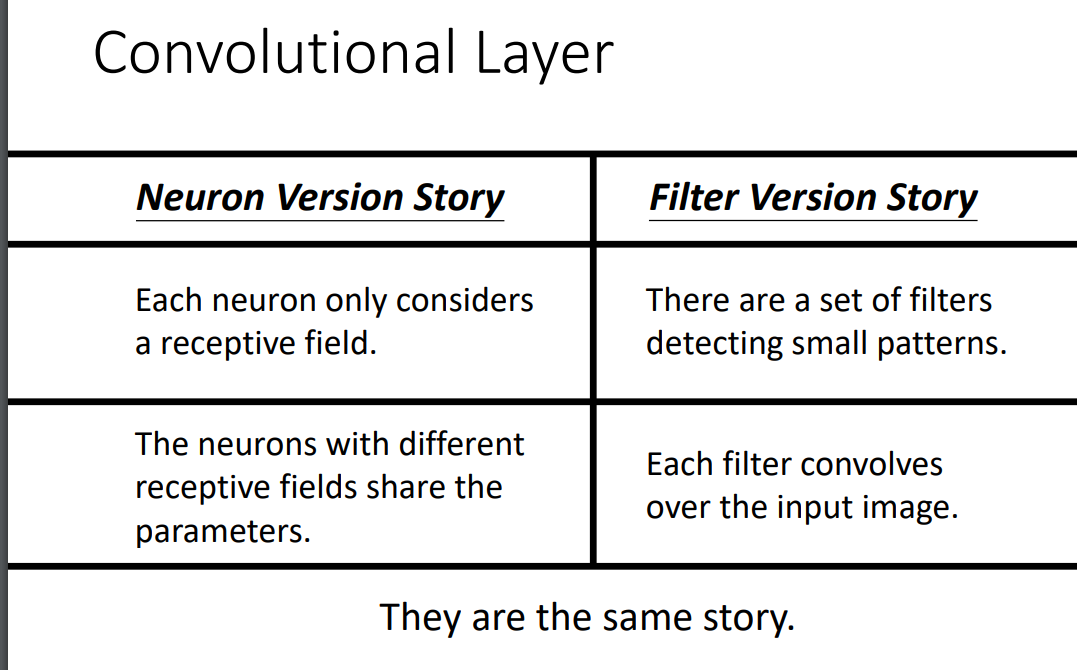 Convolutional Layer
Neuron Version Story
Filter Version Story
Each neuron only considers
a receptive field.
There are a set of filters
detecting small patterns.
The neurons with different
receptive fields share the
parameters.
Each filter convolves
over the input image.
They are the same story.